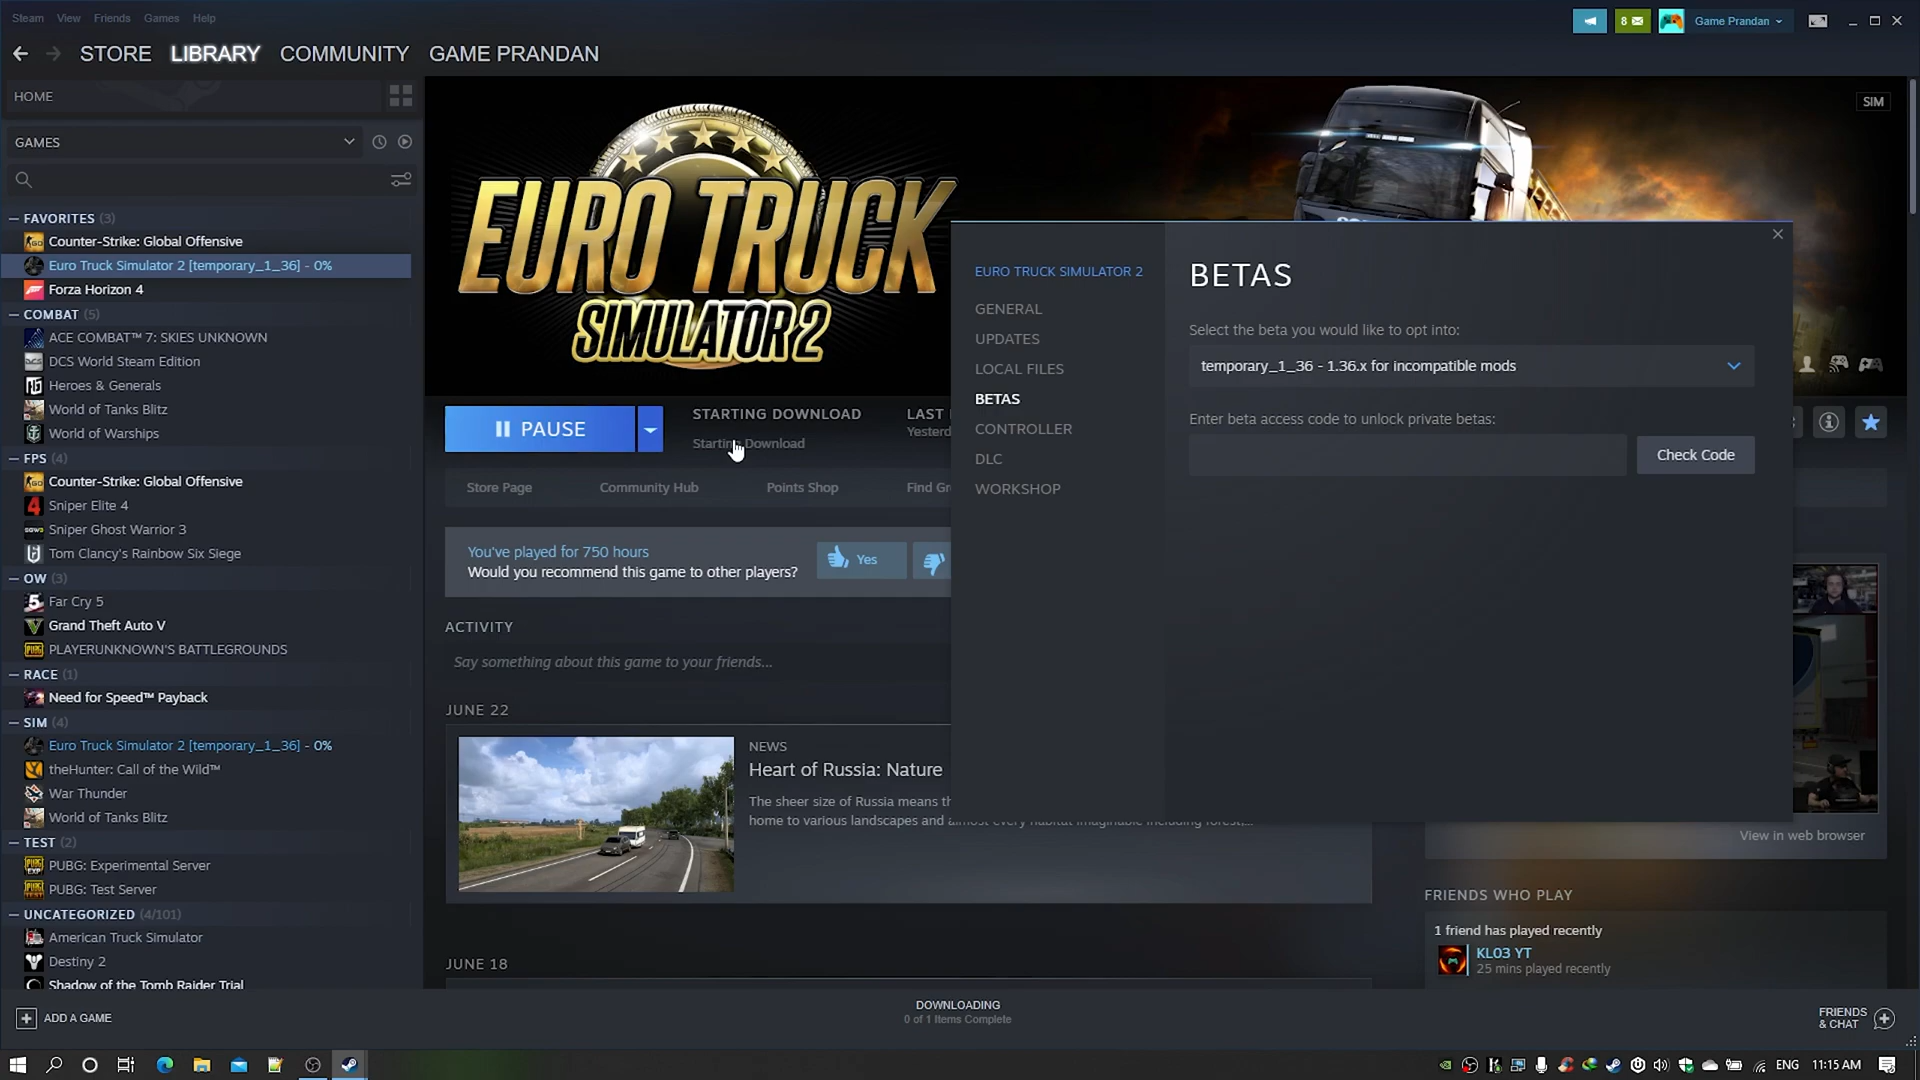 Steam View Friends Games Help
8
Game Prandan
STORE LIBRARY COMMUNITY GAME PRANDAN
HOME
GAMES
FAVORITES (3)
Counter-Strike: Global Offensive
Euro Truck Simulator 2 [temporary_1_36] - 0%
Forza Horizon 4
COMBAT (5)
ACE COMBAT™ 7: SKIES UNKNOWN
DCS World Steam Edition
Heroes & Generals
World of Tanks Blitz
World of Warships
FPS (4)
Counter-Strike: Global Offensive
Sniper Elite 4
Sniper Ghost Warrior 3
Tom Clancy's Rainbow Six Siege
OW (3)
Far Cry 5
Grand Theft Auto V
PLAYERUNKNOWN'S BATTLEGROUNDS
RACE (1)
Need for Speed™ Payback
SIM (4)
Euro Truck Simulator 2 [temporary_1_36] - 0%
theHunter: Call of the Wild™
War Thunder
World of Tanks Blitz
TEST (2)
PUBG: Experimental Server
PUBG: Test Server
UNCATEGORIZED (4/101)
American Truck Simulator
Destiny 2
Shadow of the Tomb Raider Trial
ADD A GAME
SIM
EURO TRUCK
SIMULATOR 2
PAUSE
STARTING DOWNLOAD
Starting Download
LAST
Yesterd
Store Page Community Hub Points Shop Find Gr
You've played for 750 hours
Would you recommend this game to other players?
Yes
ACTIVITY
Say something about this game to your friends...
JUNE 22
NEWS
Heart of Russia: Nature
The sheer size of Russia means th
home to various landscapes and almost every habitat imaginable including forest,...
JUNE 18
EURO TRUCK SIMULATOR 2
GENERAL
UPDATES
LOCAL FILES
BETAS
CONTROLLER
DLC
WORKSHOP
BETAS
Select the beta you would like to opt into:
temporary_1_36 - 1.36.x for incompatible mods
Enter beta access code to unlock private betas:
Check Code
View in web browser
FRIENDS WHO PLAY
1 friend has played recently
KL03 YT
25 mins played recently
DOWNLOADING
0 of 1 Items Complete
FRIENDS
& CHAT
ENG 11:15 AM